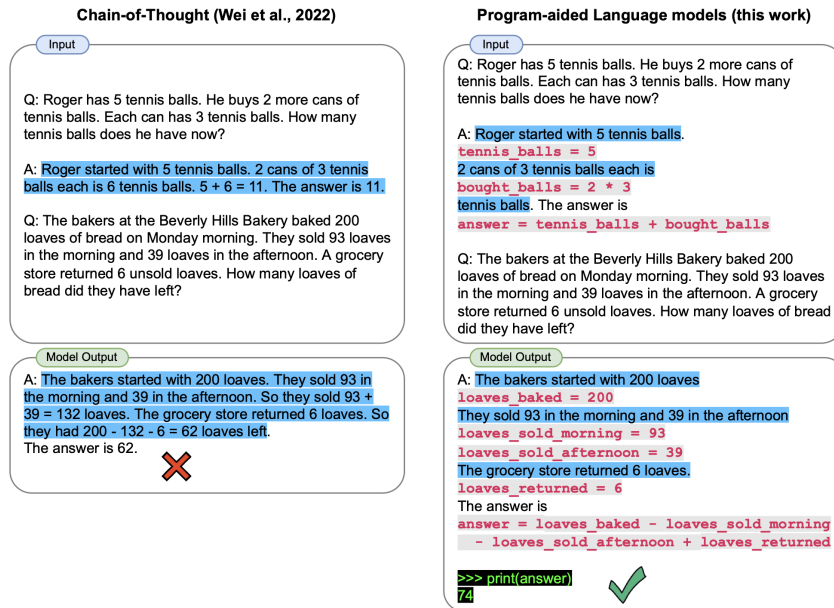 Chain-of-Thought (Wei et al., 2022)
Input
Q: Roger has 5 tennis balls. He buys 2 more cans of
tennis balls. Each can has 3 tennis balls. How many
tennis balls does he have now?
A: Roger started with 5 tennis balls. 2 cans of 3 tennis
balls each is 6 tennis balls. 5 + 6 = 11. The answer is 11.
Q: The bakers at the Beverly Hills Bakery baked 200
loaves of bread on Monday morning. They sold 93 loaves
in the morning and 39 loaves in the afternoon. A grocery
store returned 6 unsold loaves. How many loaves of
bread did they have left?
Model Output
A: The bakers started with 200 loaves. They sold 93 in
the morning and 39 in the afternoon. So they sold 93 +
39 = 132 loaves. The grocery store returned 6 loaves. So
they had 200 - 132 - 6 = 62 loaves left.
The answer is 62.
Program-aided Language models (this work)
Input
Q: Roger has 5 tennis balls. He buys 2 more cans of
tennis balls. Each can has 3 tennis balls. How many
tennis balls does he have now?
A: Roger started with 5 tennis balls.
tennis_balls = 5
2 cans of 3 tennis balls each is
bought_balls = 2 * 3
tennis balls. The answer is
answer = tennis_balls + bought_balls
Q: The bakers at the Beverly Hills Bakery baked 200
loaves of bread on Monday morning. They sold 93 loaves
in the morning and 39 loaves in the afternoon. A grocery
store returned 6 unsold loaves. How many loaves of bread
did they have left?
Model Output
A: The bakers started with 200 loaves
loaves_baked = 200
They sold 93 in the morning and 39 in the afternoon
loaves_sold_morning = 93
loaves_sold_afternoon = 39
The grocery store returned 6 loaves.
loaves_returned = 6
The answer is
answer = loaves_baked - loaves_sold_morning
- loaves_sold_afternoon + loaves_returned
>>> print(answer)
74